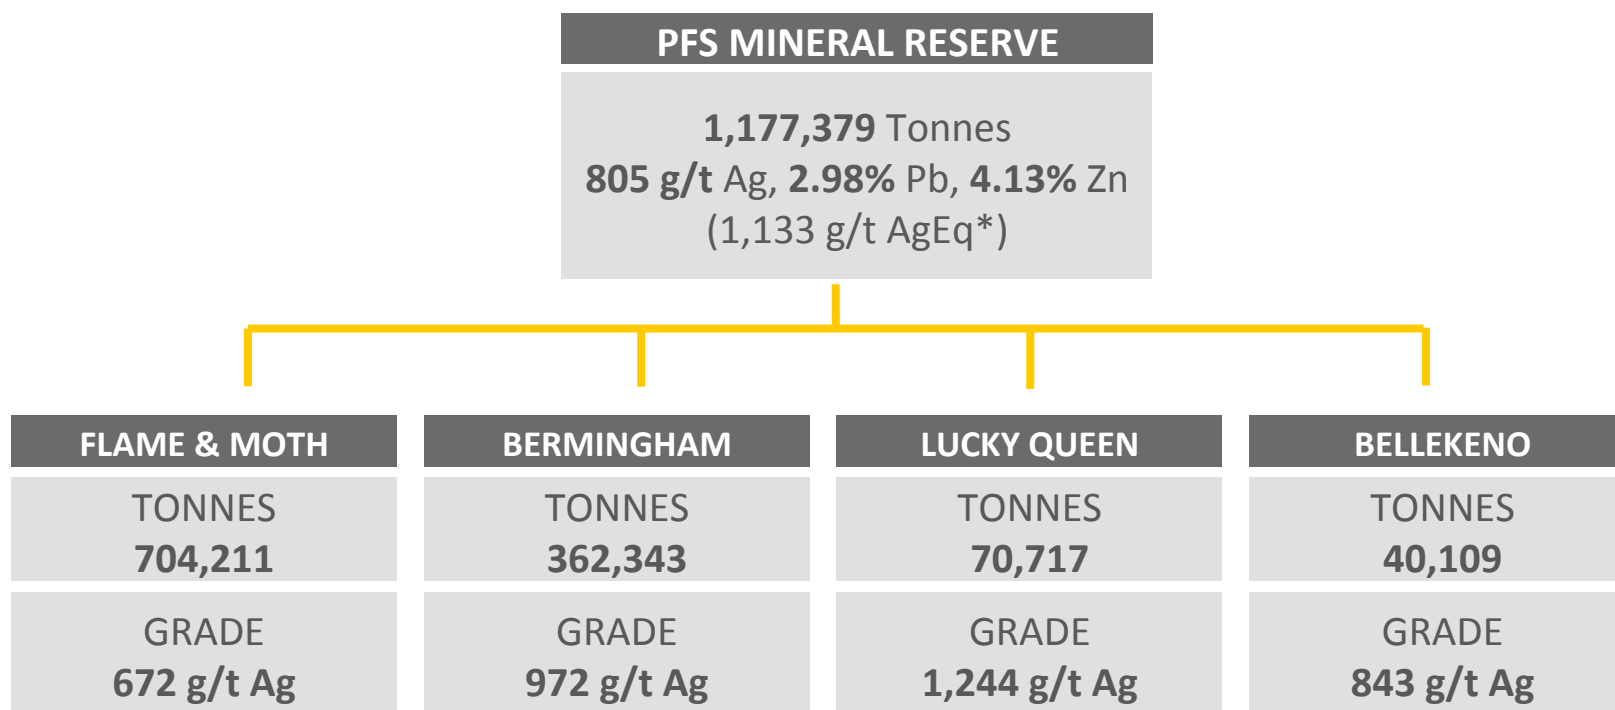 PFS MINERAL RESERVE
1,177,379 Tonnes
805 g/t Ag, 2.98% Pb, 4.13% Zn
(1,133 g/t AgEq*)
FLAME & MOTH
TONNES
704,211
GRADE
672 g/t Ag
BERMINGHAM
TONNES
362,343
GRADE
972 g/t Ag
LUCKY QUEEN
TONNES
70,717
GRADE
1,244 g/t Ag
BELLEKENO
TONNES
40,109
GRADE
843 g/t Ag